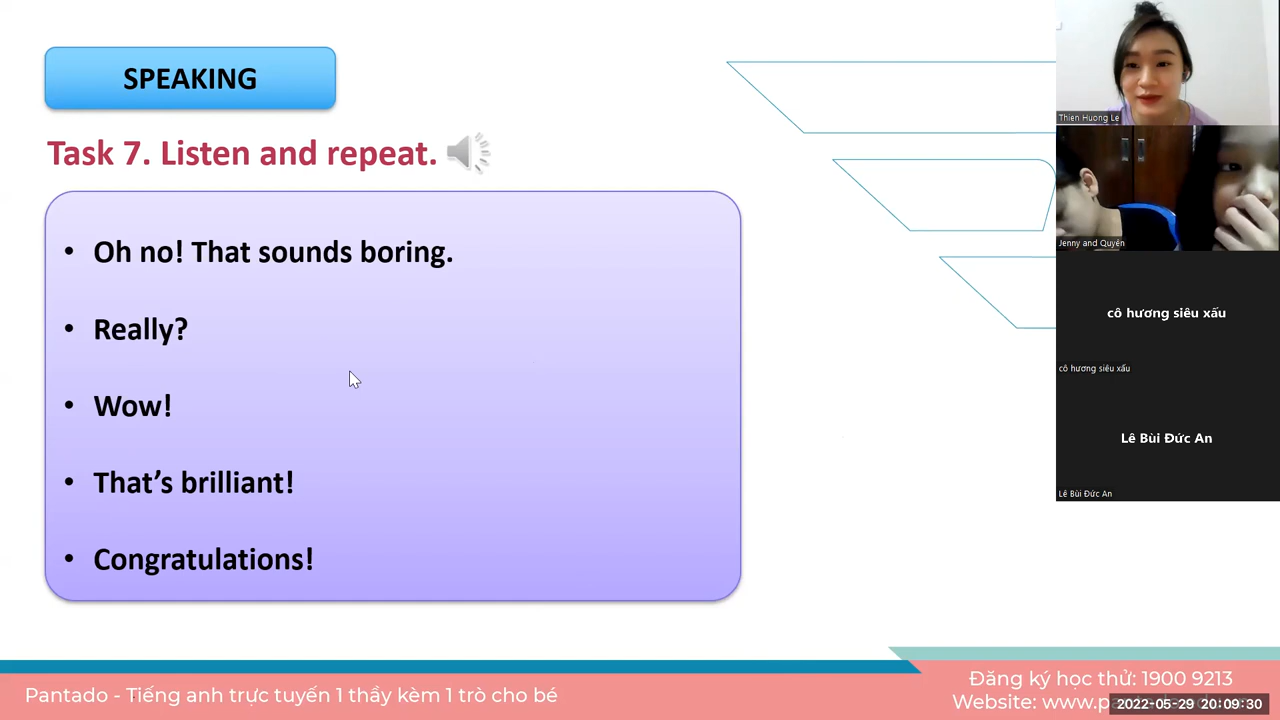 SPEAKING
Task 7. Listen and repeat.
• Oh no! That sounds boring.
• Really?
• Wow!
• That’s brilliant!
• Congratulations!
Thien Huong Le
Jenny and Quyên
cô hương siêu xấu
cô hương siêu xấu
Lê Bùi Đức An
Lê Bùi Đức An
Pantado - Tiếng anh trực tuyến 1 thầy kèm 1 trò cho bé
Đăng ký học thử: 1900 9213
Website:
2022-05-29 20:09:30